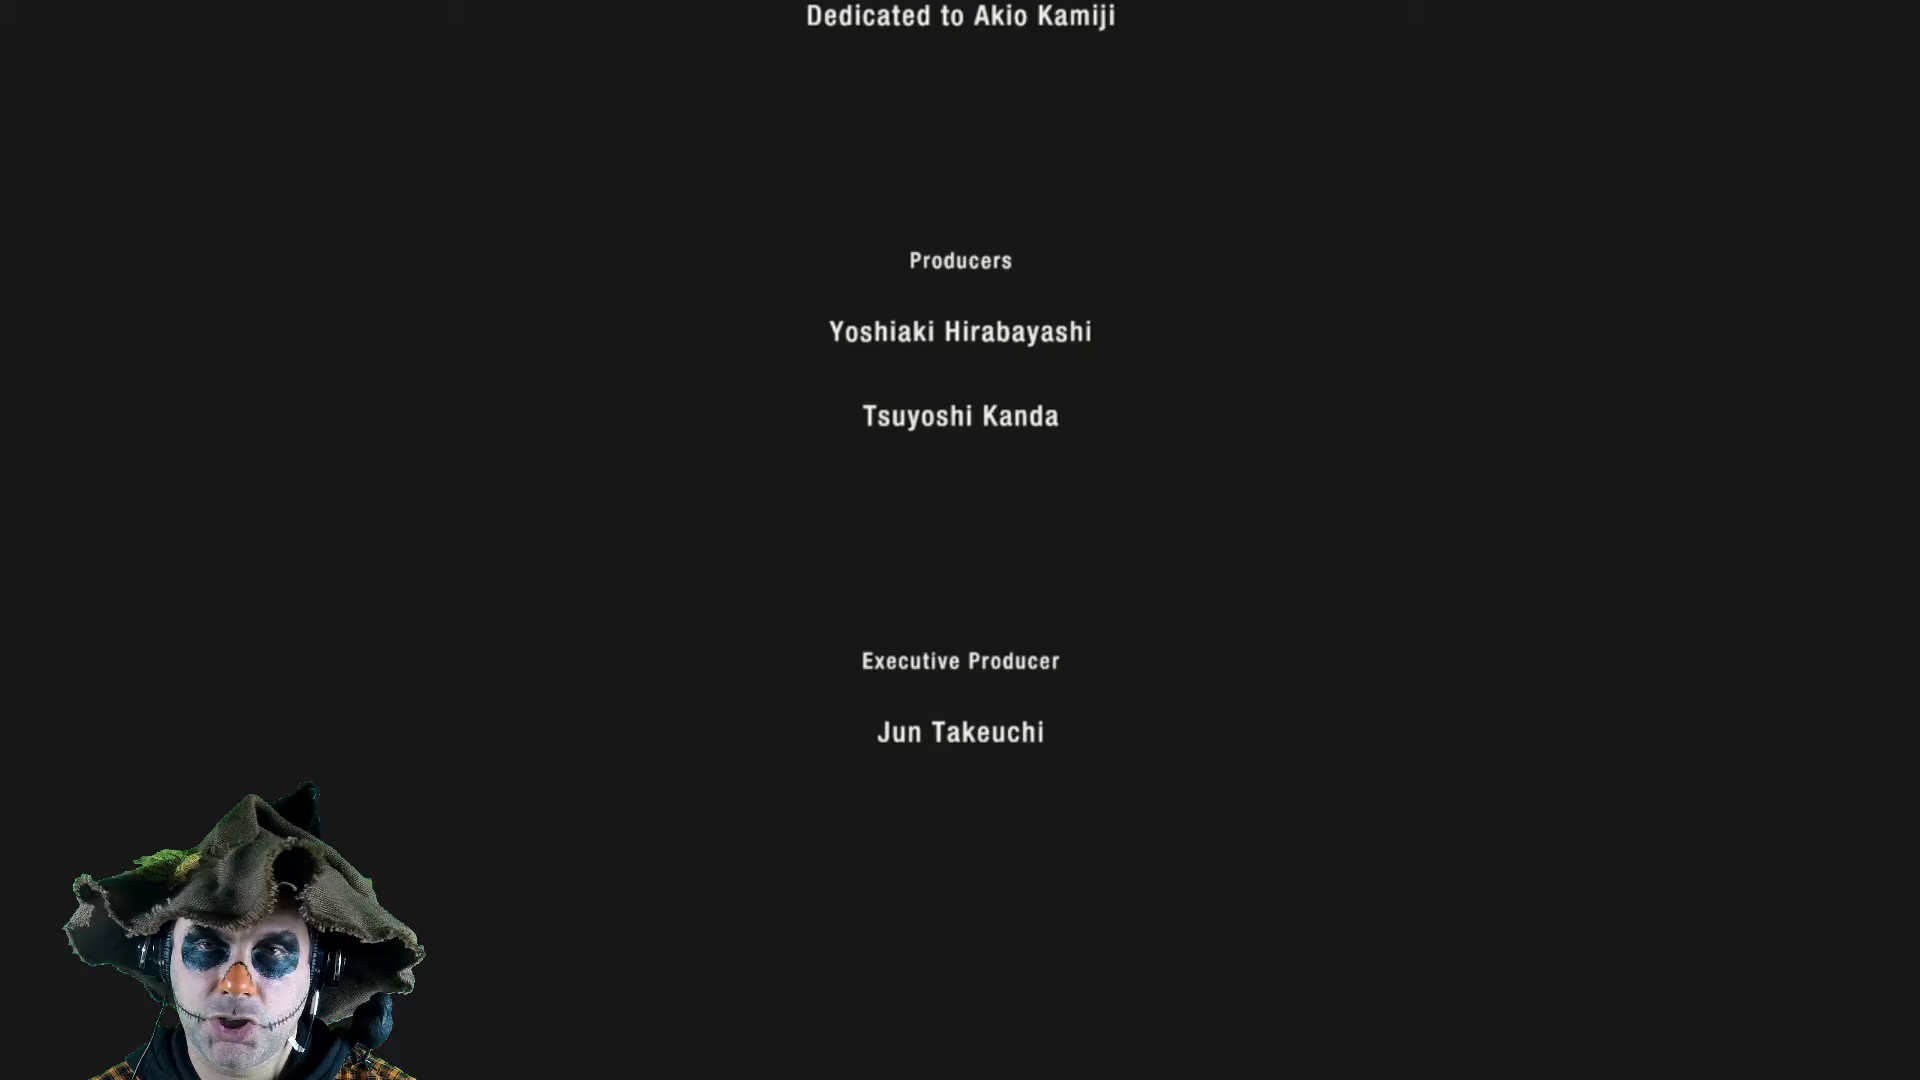 Dedicated to Akio Kamiji
Producers
Yoshiaki Hirabayashi
Tsuyoshi Kanda
Executive Producer
Jun Takeuchi